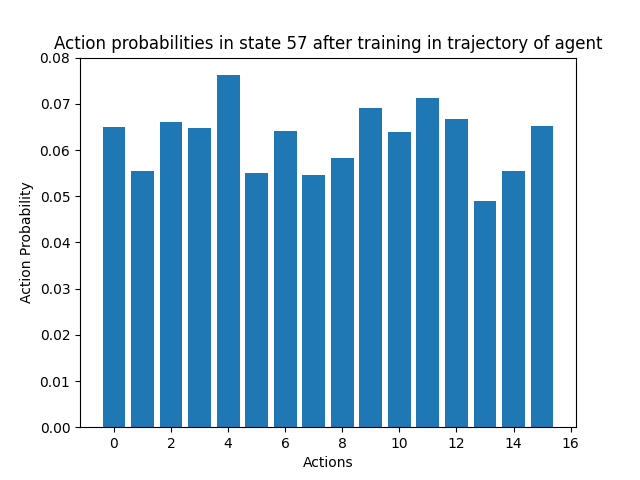 Action probabilities in state 57 after training in trajectory of agent
0.08
0.07
0.06
0.05
0.04
0.03
0.02
0.01
0.00
Action Probability
0 2 4 6 8 10 12 14 16
Actions